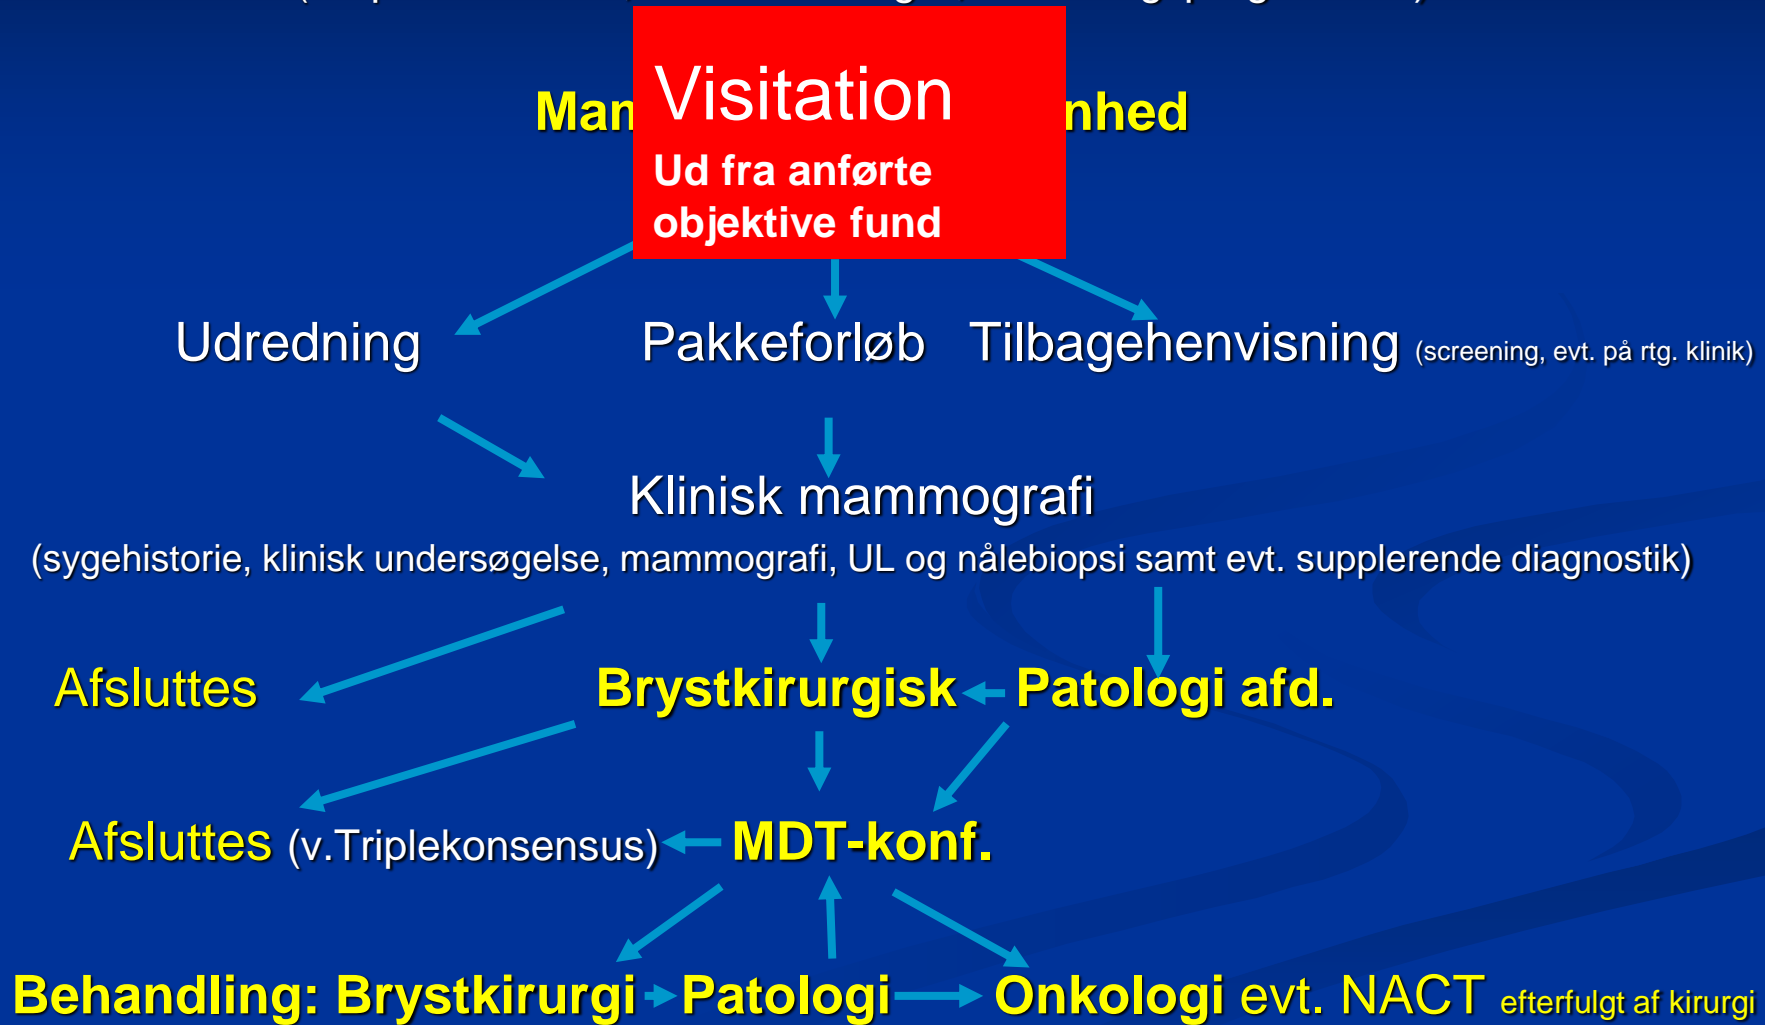 Visitation
Ud fra anførte
objektive fund
nhed
Udredning Pakkeforløb Tilbagehenvisning (screening, evt. på rtg. klinik)
Klinisk mammografi
(sygehistorie, klinisk undersøgelse, mammografi, UL og nålebiopsi samt evt. supplerende diagnostik)
Afsluttes Brystkirurgisk Patologi afd.
Afsluttes (v.Triplekonsensus) MDT-konf.
Behandling: Brystkirurgi Patologi Onkologi evt. NACT efterfulgt af kirurgi